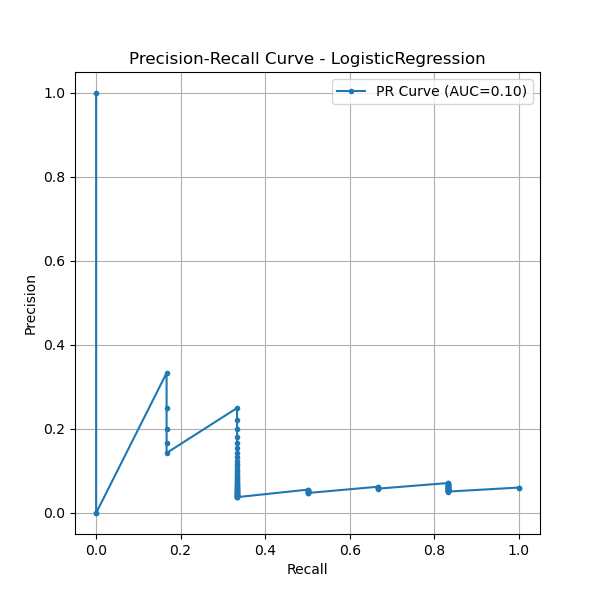 Precision-Recall Curve - LogisticRegression
PR Curve (AUC=0.10)
1.0
0.8
0.6
0.4
0.2
0.0
Precision
0.0 0.2 0.4 0.6 0.8 1.0
Recall